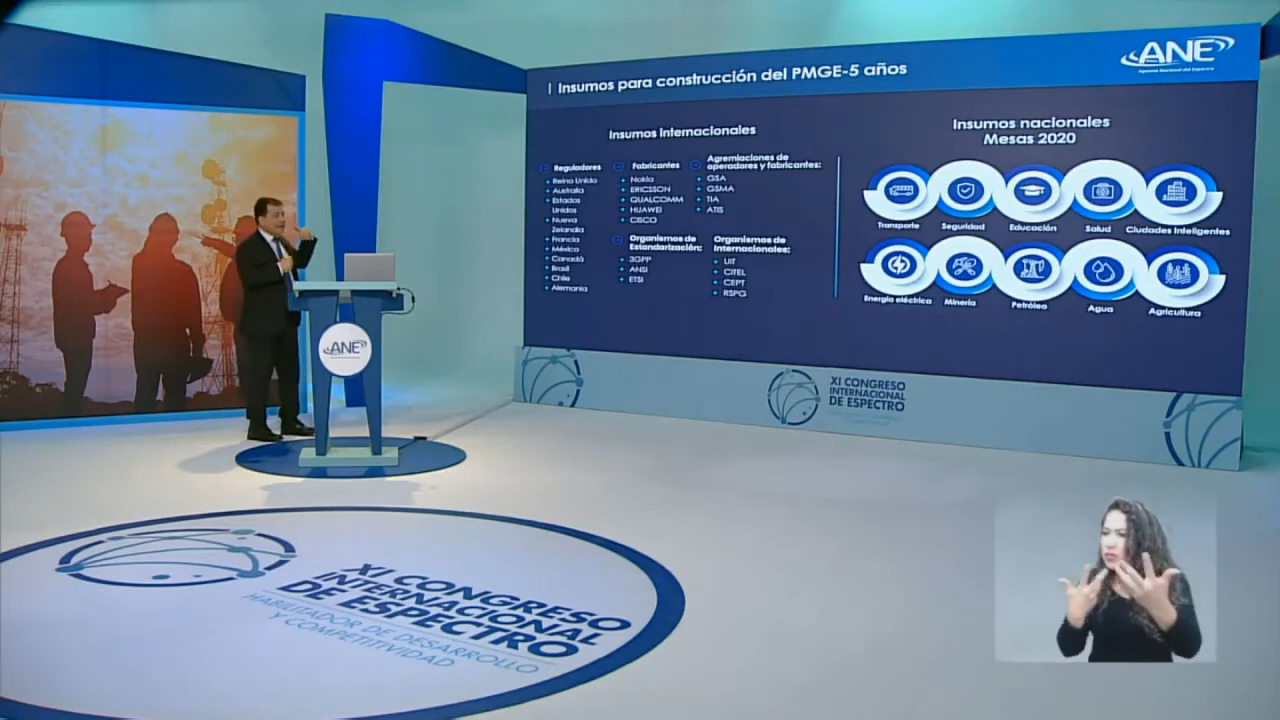 | Insumos para construcción del PMGE-5 años
ANE
Agencia Nacional del Espectro
Insumos internacionales
Reguladores
Reino Unido
Australia
Estados
Unidos
Nueva
Zelandia
Francia
México
Canadá
Brasil
Chile
Alemania
Fabricantes
Nokia
ERICSSON
QUALCOMM
HUAWEI
CISCO
Agremiaciones de
operadores y fabricantes:
GSA
GSMA
TIA
ATIS
Organismos de
Estandarización:
3GPP
ANSI
ETSI
Organismos de
Internacionales:
UIT
CITEL
CEPT
RSPG
Insumos nacionales
Mesas 2020
Transporte
Seguridad
Educación
Salud
Ciudades Inteligentes
Energía eléctrica
Minería
Petróleo
Agua
Agricultura
ANE
XI CONGRESO
INTERNACIONAL
DE ESPECTRO
XI CONGRESO
INTERNACIONAL
DE ESPECTRO
HABILITADOR DE DESARROLLO
Y COMPETITIVIDAD